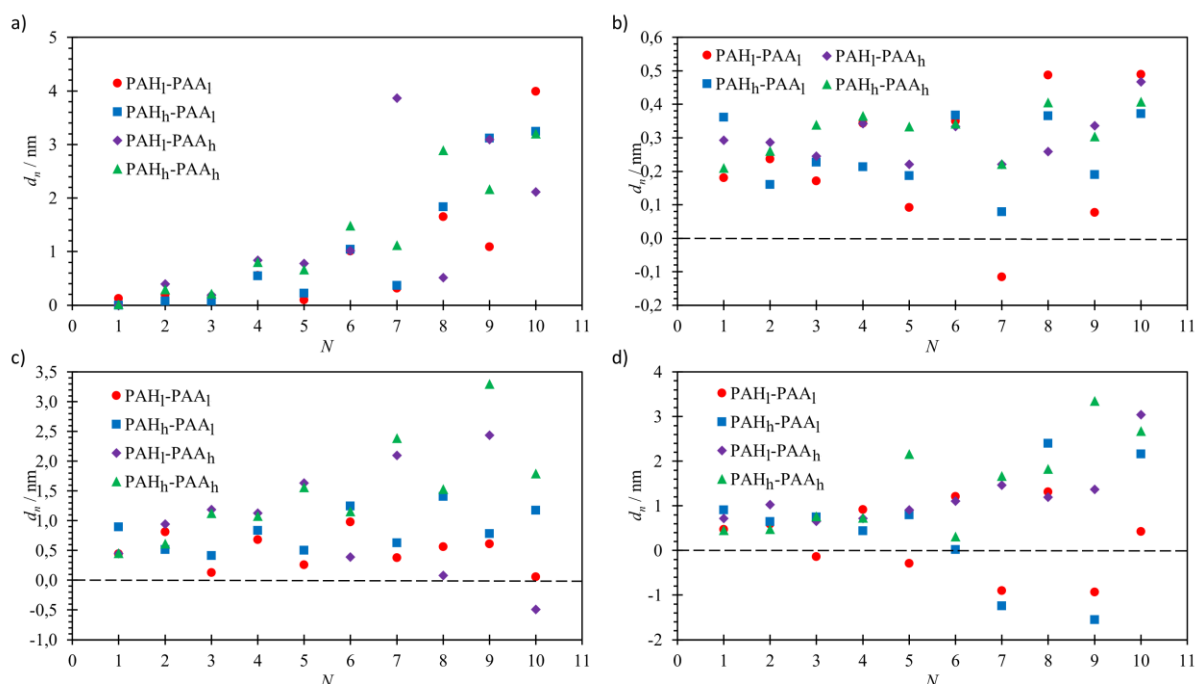 a)
5
4
3
2
1
0
dₙ / nm
PAHₗ-PAAₗ
PAHₕ-PAAₗ
PAHₗ-PAAₕ
PAHₕ-PAAₕ
0 1 2 3 4 5 6 7 8 9 10 11
N
b)
0,6
0,5
0,4
0,3
0,2
0,1
0,0
-0,1
-0,2
dₙ / nm
PAHₗ-PAAₗ PAHₗ-PAAₕ
PAHₕ-PAAₗ PAHₕ-PAAₕ
0 1 2 3 4 5 6 7 8 9 10 11
N
c)
3,5
3,0
2,5
2,0
1,5
1,0
0,5
0,0
-0,5
-1,0
dₙ / nm
PAHₗ-PAAₗ
PAHₕ-PAAₗ
PAHₗ-PAAₕ
PAHₕ-PAAₕ
0 1 2 3 4 5 6 7 8 9 10 11
N
d)
4
3
2
1
0
-1
-2
dₙ / nm
PAHₗ-PAAₗ
PAHₕ-PAAₗ
PAHₗ-PAAₕ
PAHₕ-PAAₕ
0 1 2 3 4 5 6 7 8 9 10 11
N